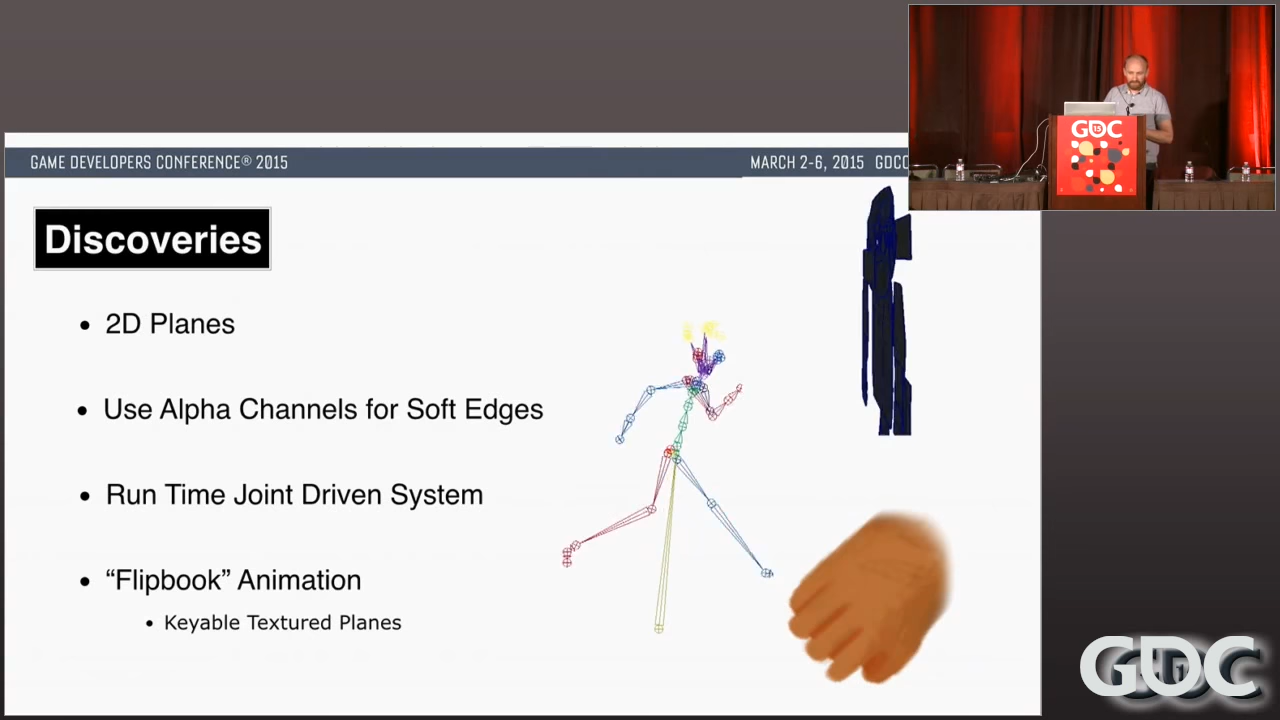 GAME DEVELOPERS CONFERENCE® 2015
MARCH 2-6, 2015 GDCC
Discoveries
• 2D Planes
• Use Alpha Channels for Soft Edges
• Run Time Joint Driven System
• “Flipbook” Animation
• Keyable Textured Planes
GDC
15
GDC